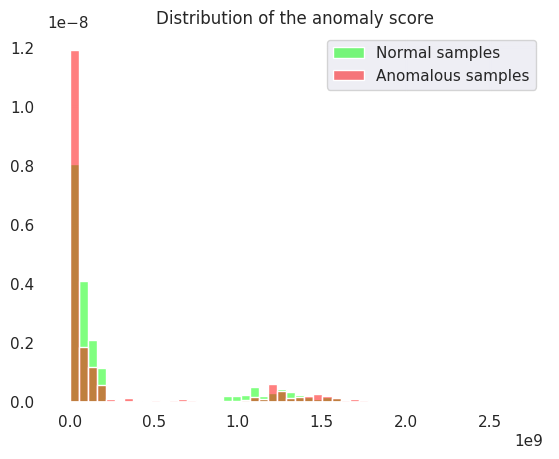 Distribution of the anomaly score
1e−8
Normal samples
Anomalous samples
1.2
1.0
0.8
0.6
0.4
0.2
0.0
0.0 0.5 1.0 1.5 2.0 2.5
1e9